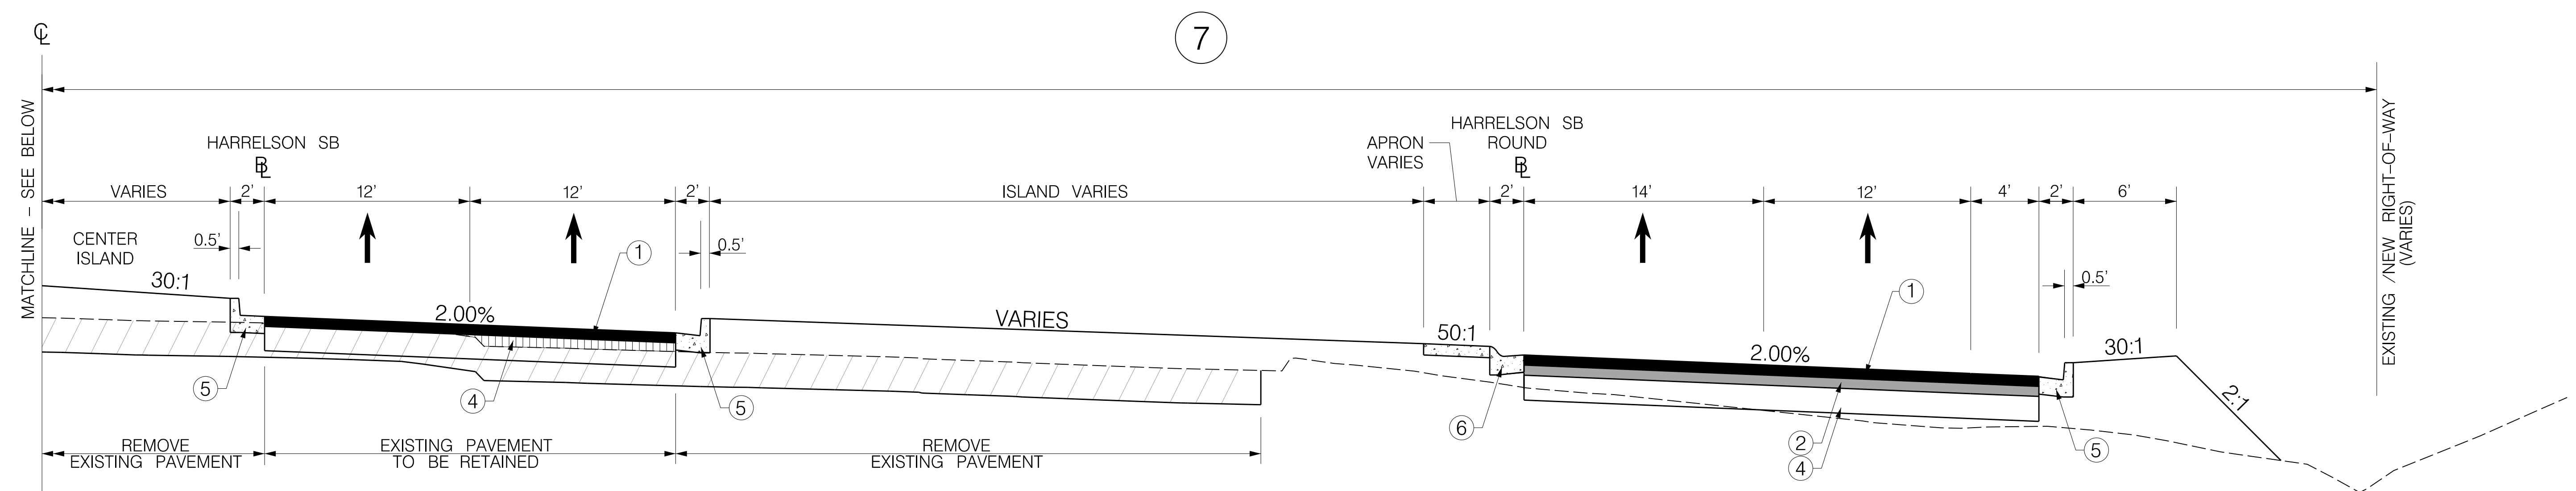 ℄
7
MATCHLINE - SEE BELOW
HARRELSON SB
℄
B̵L
VARIES
2'
12'
12'
2'
ISLAND VARIES
APRON
VARIES
HARRELSON SB
ROUND
BL
2'
14'
12'
4'
2'
6'
EXISTING /NEW RIGHT-OF-WAY
(VARIES)
CENTER
ISLAND
0.5'
0.5'
0.5'
30:1
2.00%
1
VARIES
50:1
2.00%
1
30:1
2:1
5
4
5
6
2
4
5
REMOVE
EXISTING PAVEMENT
EXISTING PAVEMENT
TO BE RETAINED
REMOVE
EXISTING PAVEMENT